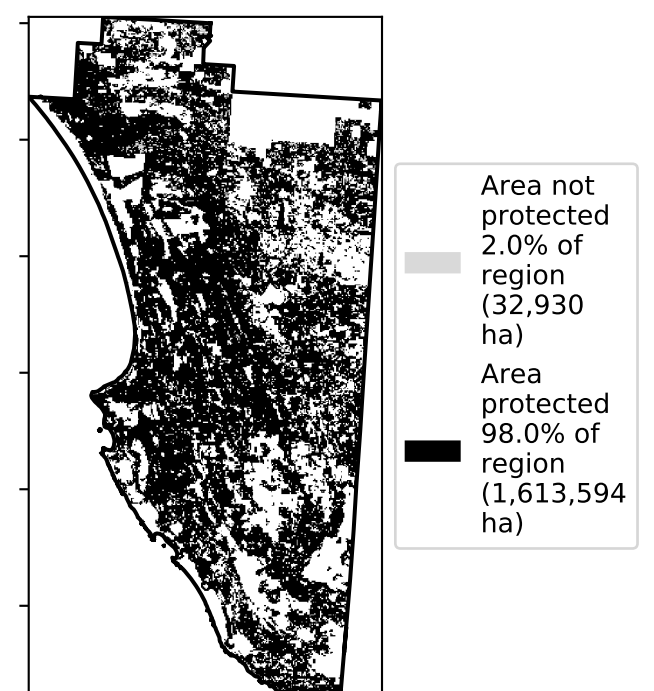 Area not
protected
2.0% of
region
(32,930
ha)
Area
protected
98.0% of
region
(1,613,594
ha)